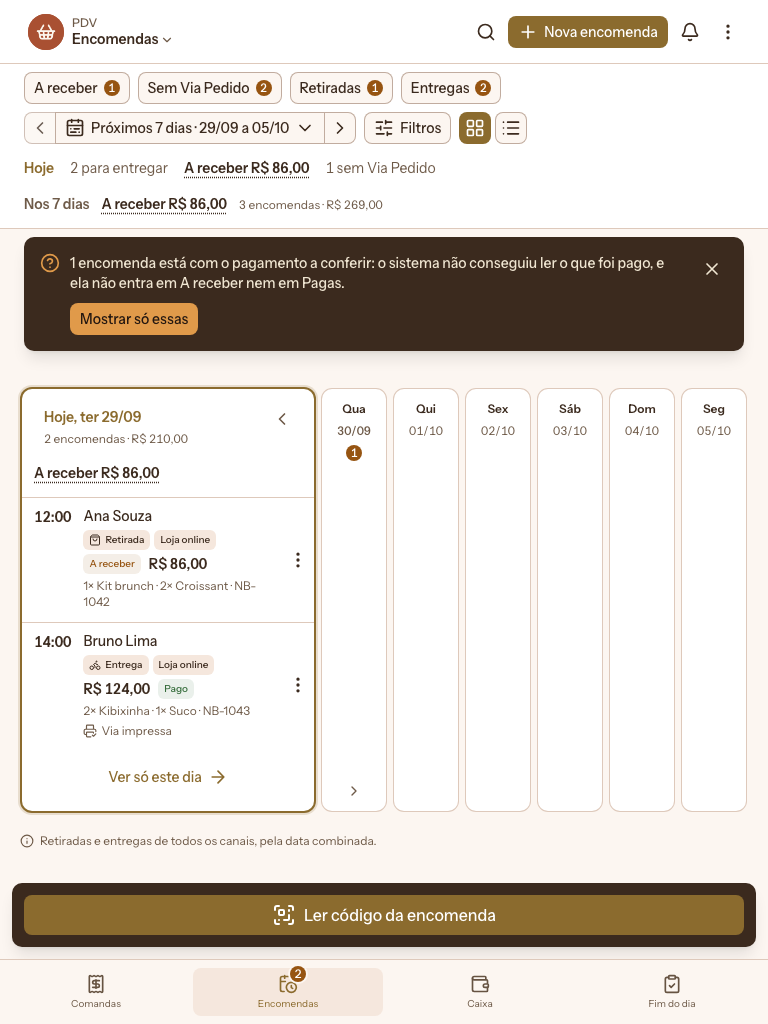 PDV
Encomendas
Nova encomenda
A receber 1
Sem Via Pedido 2
Retiradas 1
Entregas 2
Próximos 7 dias · 29/09 a 05/10
Filtros
Hoje 2 para entregar A receber R$ 86,00 1 sem Via Pedido
Nos 7 dias A receber R$ 86,00 3 encomendas · R$ 269,00
1 encomenda está com o pagamento a conferir: o sistema não conseguiu ler o que foi pago, e
ela não entra em A receber nem em Pagas.
Mostrar só essas
Hoje, ter 29/09
2 encomendas · R$ 210,00
A receber R$ 86,00
12:00 Ana Souza
Retirada Loja online
A receber R$ 86,00
1× Kit brunch · 2× Croissant · NB-
1042
14:00 Bruno Lima
Entrega Loja online
R$ 124,00 Pago
2× Kibixinha · 1× Suco · NB-1043
Via impressa
Ver só este dia
Qua
30/09
1
Qui
01/10
Sex
02/10
Sáb
03/10
Dom
04/10
Seg
05/10
Retiradas e entregas de todos os canais, pela data combinada.
Ler código da encomenda
Comandas
2
Encomendas
Caixa
Fim do dia